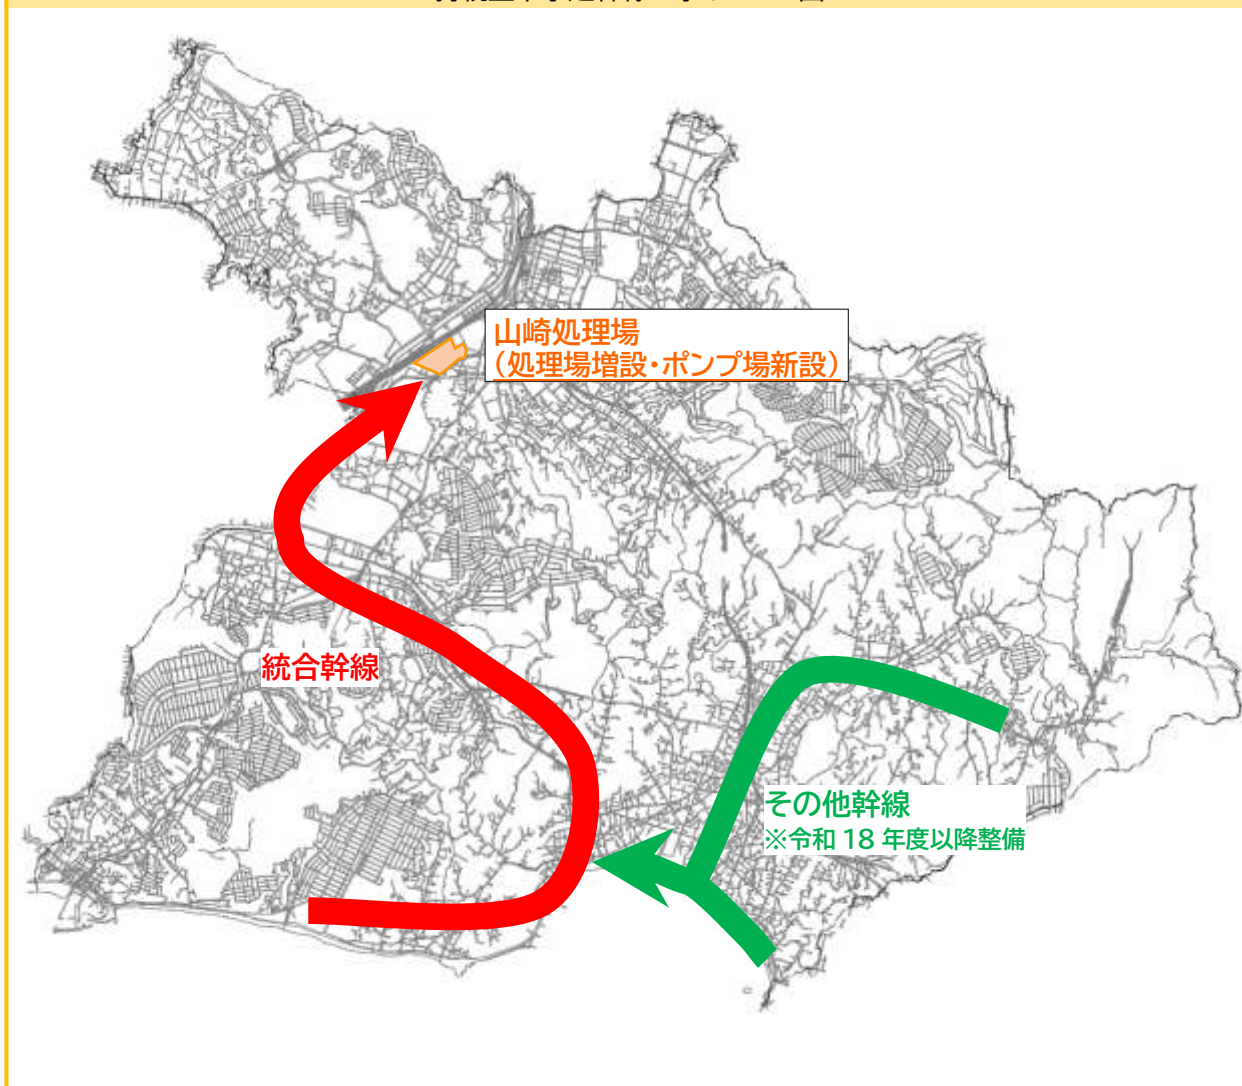 山崎処理場
（処理場増設・ポンプ場新設）
統合幹線
その他幹線
※令和 18 年度以降整備